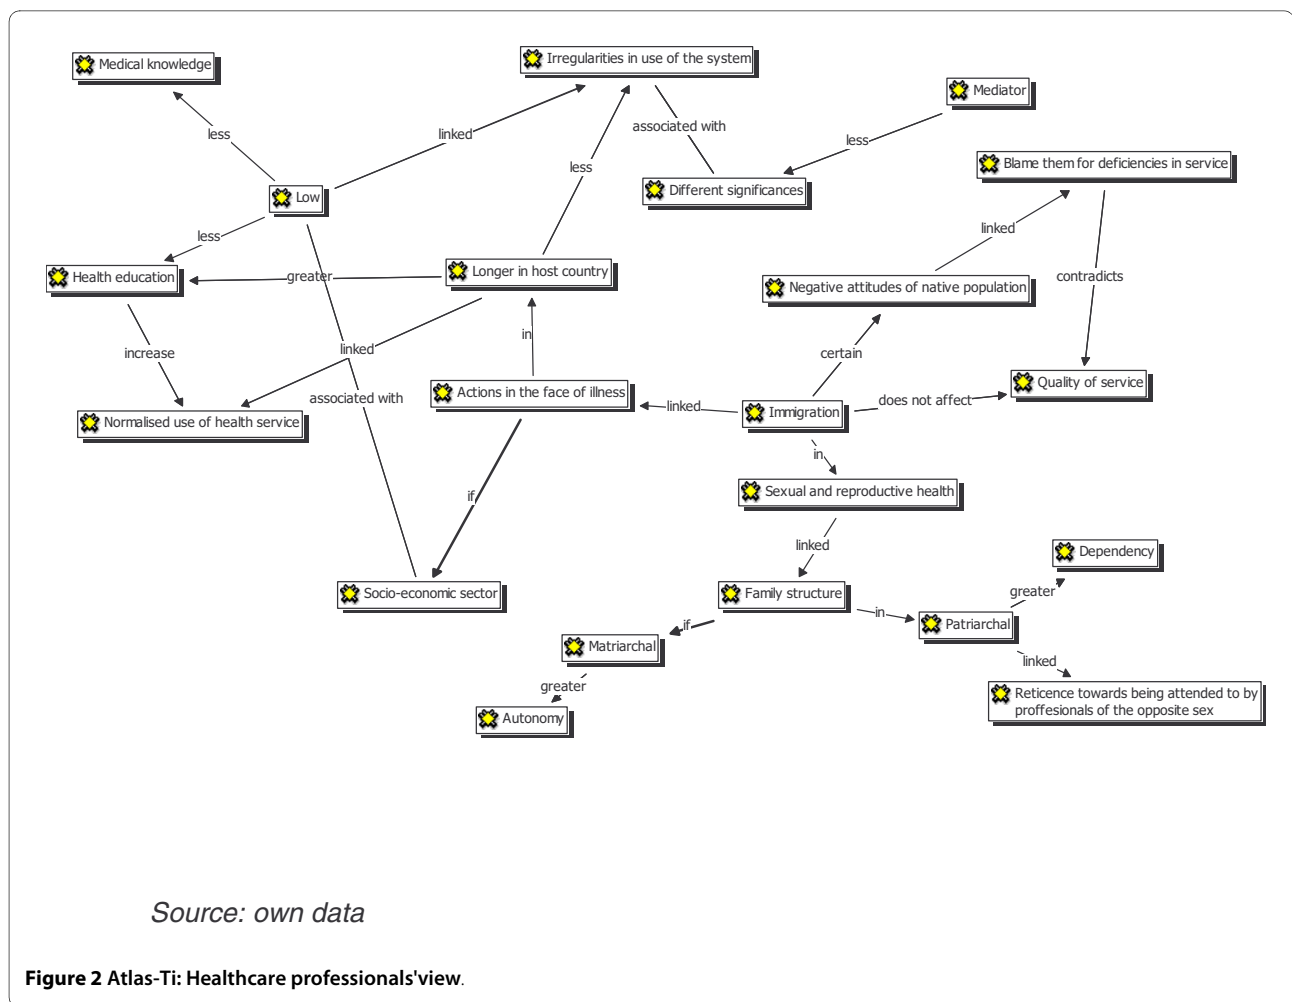 Medical knowledge
Irregularities in use of the system
Mediator
less
linked
associated with
less
less
Blame them for deficiencies in service
Low
Different significances
less
linked
Health education
greater
Longer in host country
Negative attitudes of native population
contradicts
increase
linked
in
certain
associated with
Actions in the face of illness
Quality of service
does not affect
linked
Immigration
Normalised use of health service
in
if
Sexual and reproductive health
linked
Dependency
Socio-economic sector
Family structure
greater
in
if
Patriarchal
Matriarchal
linked
greater
Reticence towards being attended to by
proffesionals of the opposite sex
Autonomy
Source: own data
Figure 2 Atlas-Ti: Healthcare professionals'view.